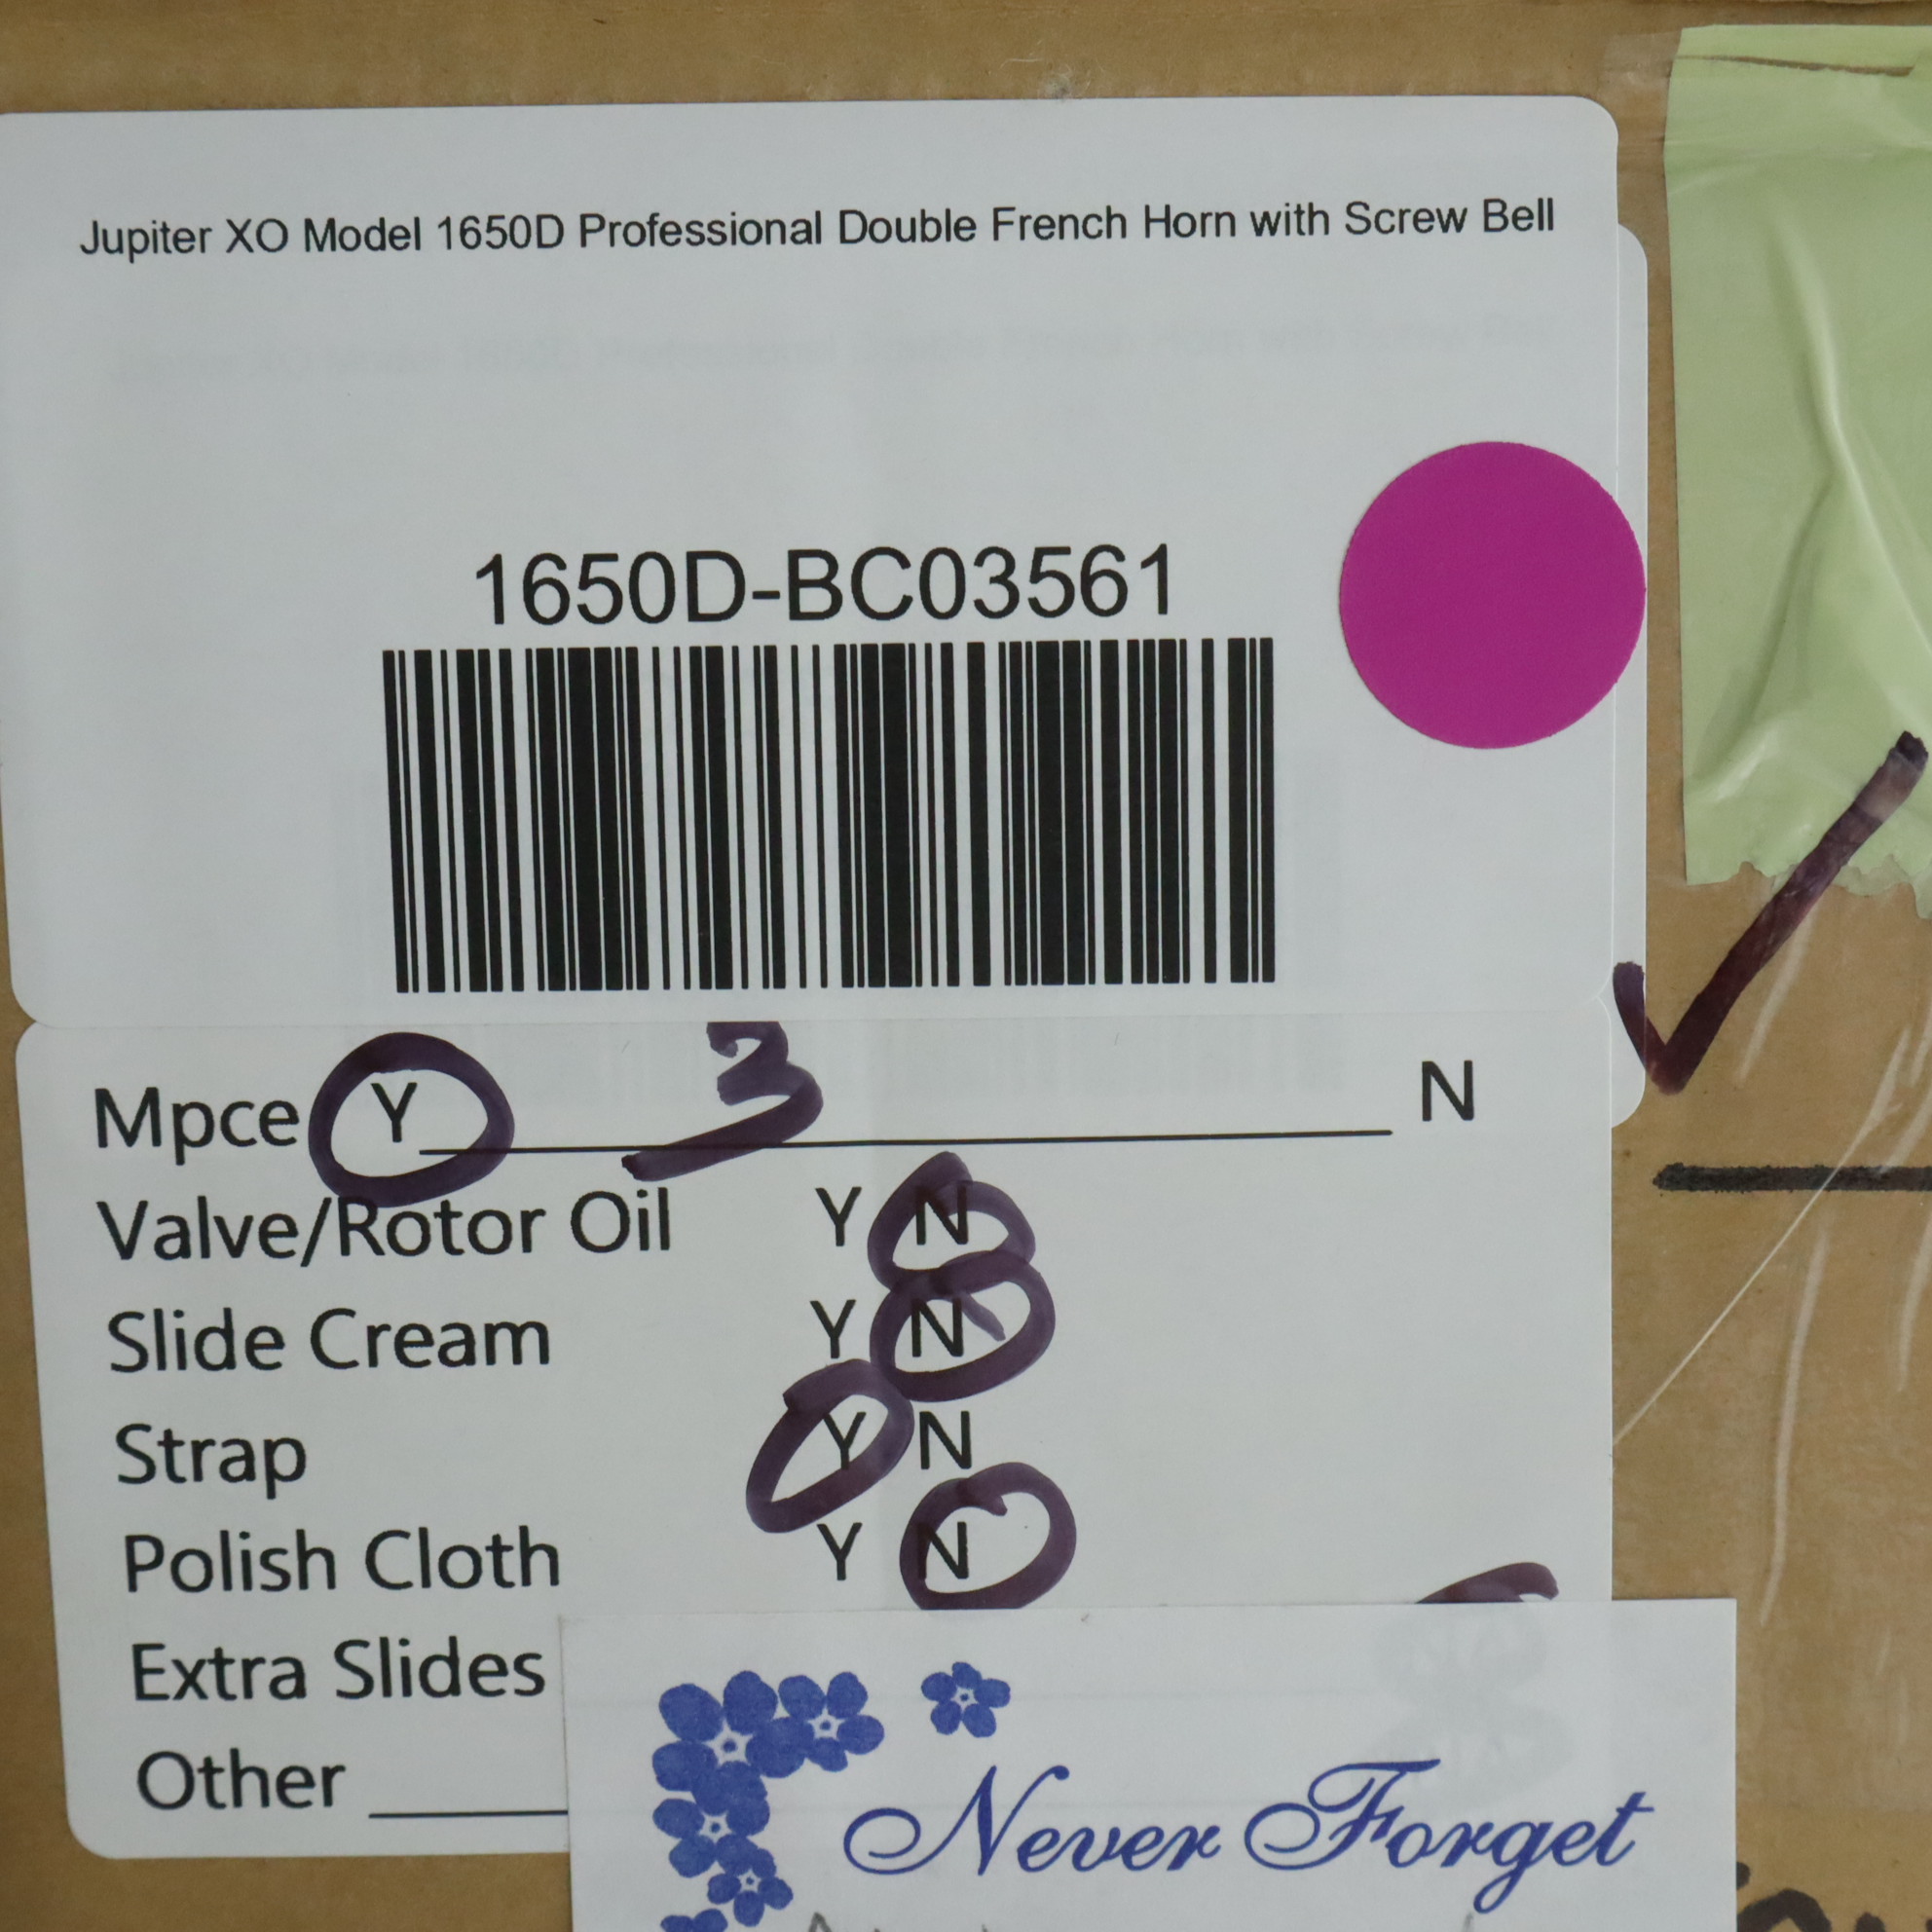 Jupiter XO Model 1650D Professional Double French Horn with Screw Bell
1650D-BC03561
Mpce Y 3 N
Valve/Rotor Oil Y N
Slide Cream Y N
Strap Y N
Polish Cloth Y N
Extra Slides
Other
Never Forget